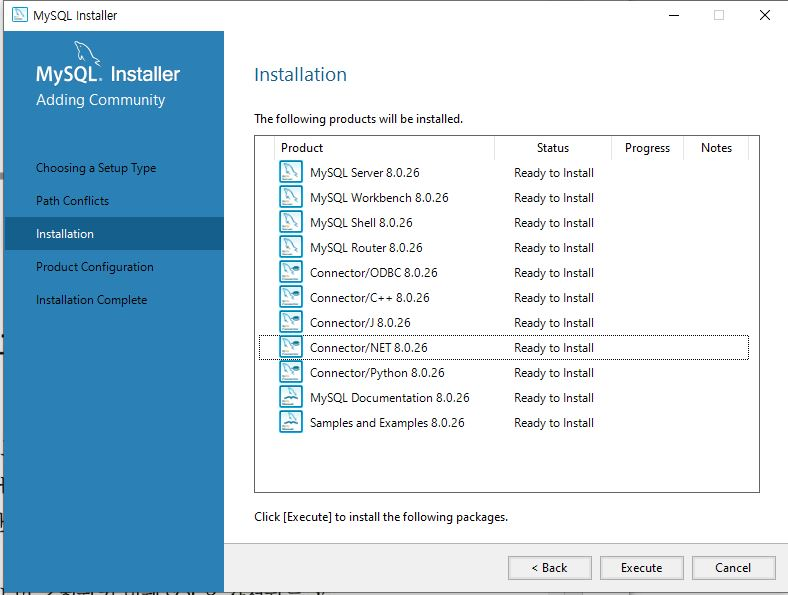 MySQL Installer
MySQL. Installer
Adding Community
Choosing a Setup Type
Path Conflicts
Installation
Product Configuration
Installation Complete
Installation
The following products will be installed.
Product Status Progress Notes
MySQL Server 8.0.26 Ready to Install
MySQL Workbench 8.0.26 Ready to Install
MySQL Shell 8.0.26 Ready to Install
MySQL Router 8.0.26 Ready to Install
Connector/ODBC 8.0.26 Ready to Install
Connector/C++ 8.0.26 Ready to Install
Connector/J 8.0.26 Ready to Install
Connector/NET 8.0.26 Ready to Install
Connector/Python 8.0.26 Ready to Install
MySQL Documentation 8.0.26 Ready to Install
Samples and Examples 8.0.26 Ready to Install
Click [Execute] to install the following packages.
< Back Execute Cancel